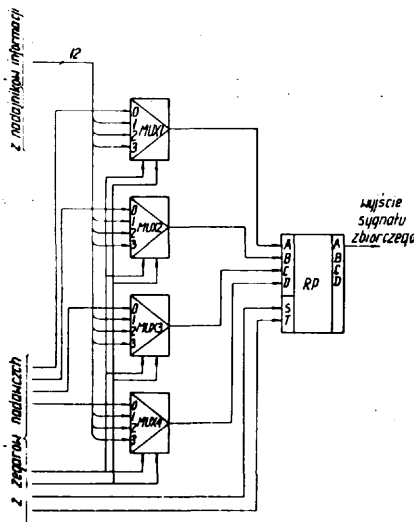 z nadajników informacji
12
0
1
2
3
MUX1
0
1
2
3
MUX2
0
1
2
3
MUX3
0
1
2
3
MUX4
z zegarów nadawczych
A
B
C
D
S
T
RP
A
B
C
D
wyjście
sygnału
zbiorczego